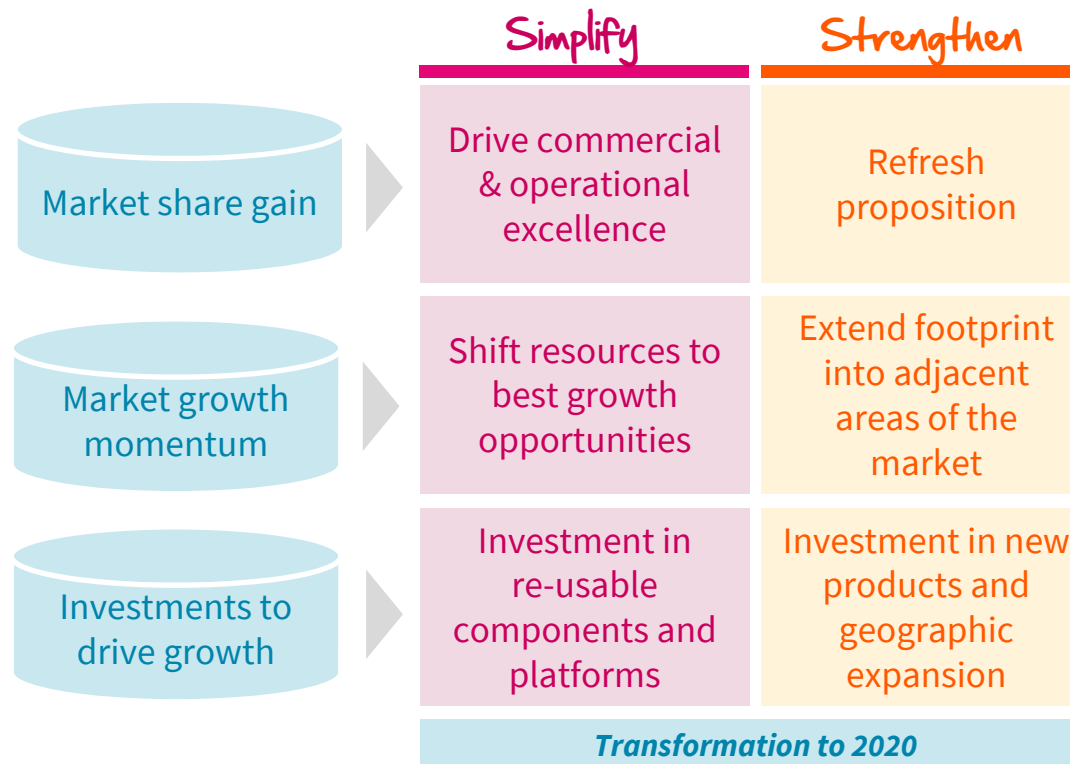 Simplify
Strengthen
Market share gain
Drive commercial
& operational
excellence
Refresh
proposition
Market growth
momentum
Shift resources to
best growth
opportunities
Extend footprint
into adjacent
areas of the
market
Investments to
drive growth
Investment in
re-usable
components and
platforms
Investment in new
products and
geographic
expansion
Transformation to 2020